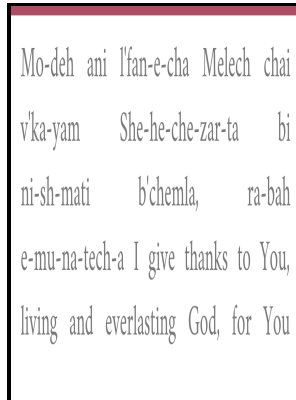 Mo-deh ani l'fan-e-cha Melech chai
v'ka-yam She-he-che-zar-ta bi
ni-sh-mati b'chemla, ra-bah
e-mu-na-tech-a I give thanks to You,
living and everlasting God, for You